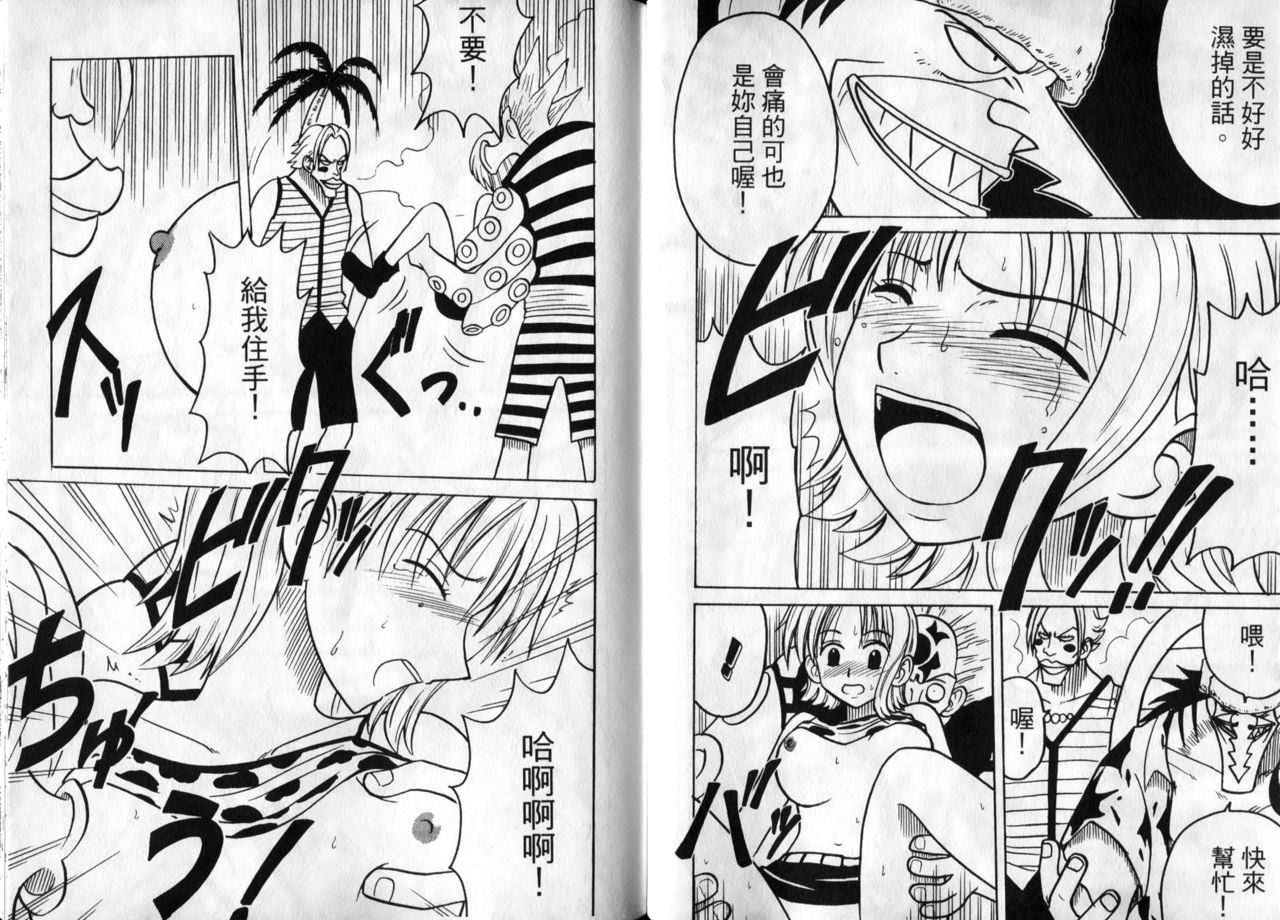 要是不好好
濕掉的話。
會痛的可也
是妳自己喔！
ビクッ!!
哈……
啊！
喂！
快來
幫忙！
喔！
！
バッ
不要！
ぐっ‥
給我住手！
スッ
ビクッ
哈啊啊啊！
ちゅう！